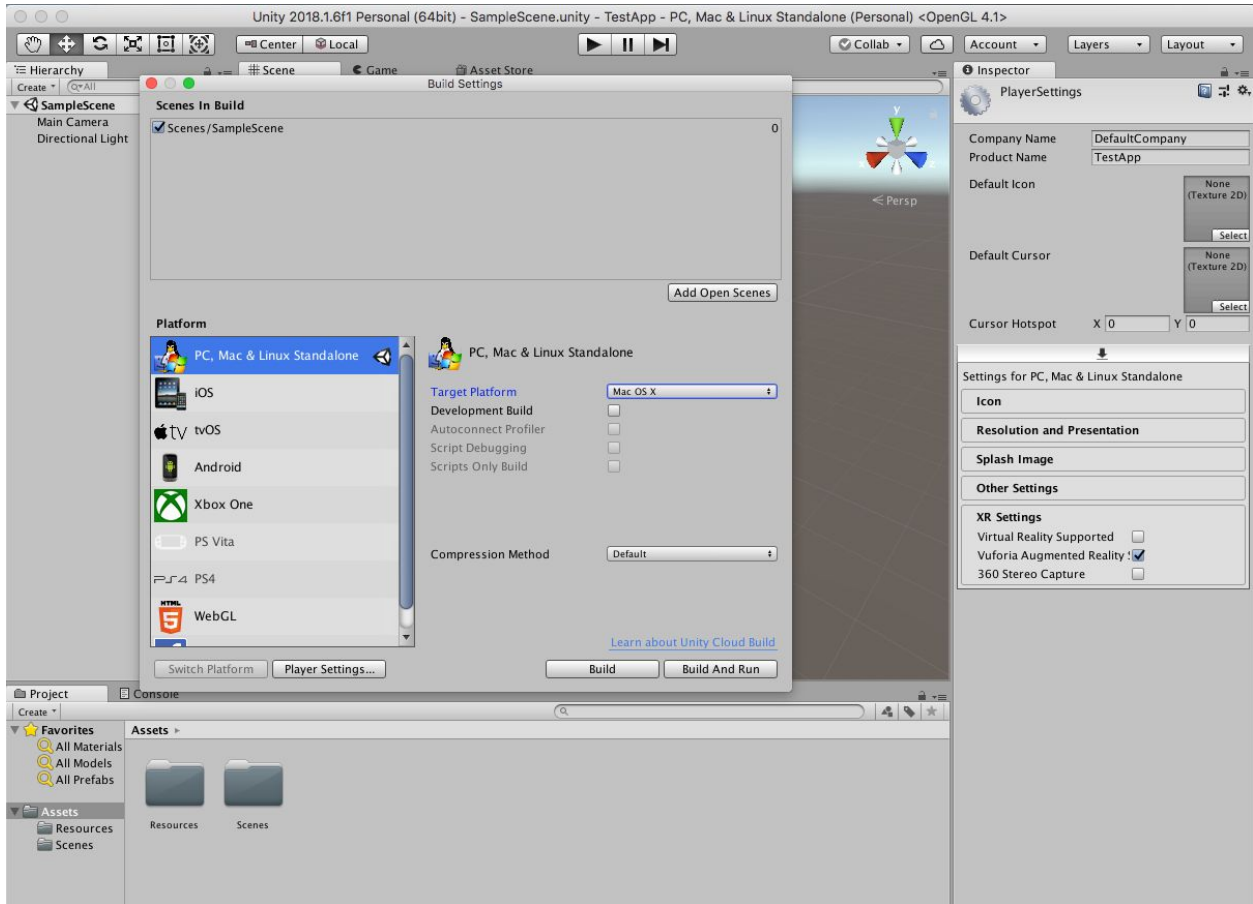 Unity 2018.1.6f1 Personal (64bit) - SampleScene.unity - TestApp - PC, Mac & Linux Standalone (Personal) <OpenGL 4.1>
Center Local Collab Account Layers Layout
Hierarchy # Scene Game Asset Store Inspector
Create All
SampleScene
Main Camera
Directional Light
Build Settings
Scenes In Build
Scenes/SampleScene 0
Add Open Scenes
Platform
PC, Mac & Linux Standalone
iOS
tv tvOS
Android
Xbox One
PS Vita
PS4 PS4
HTML 5 WebGL
PC, Mac & Linux Standalone
Target Platform Mac OS X
Development Build
Autoconnect Profiler
Script Debugging
Scripts Only Build
Compression Method Default
Learn about Unity Cloud Build
Switch Platform Player Settings... Build Build And Run
y
Persp
PlayerSettings
Company Name DefaultCompany
Product Name TestApp
Default Icon None
(Texture 2D)
Select
Default Cursor None
(Texture 2D)
Select
Cursor Hotspot X 0 Y 0
Settings for PC, Mac & Linux Standalone
Icon
Resolution and Presentation
Splash Image
Other Settings
XR Settings
Virtual Reality Supported
Vuforia Augmented Reality
360 Stereo Capture
Project Console
Create
Favorites
All Materials
All Models
All Prefabs
Assets
Resources
Scenes
Assets
Resources Scenes